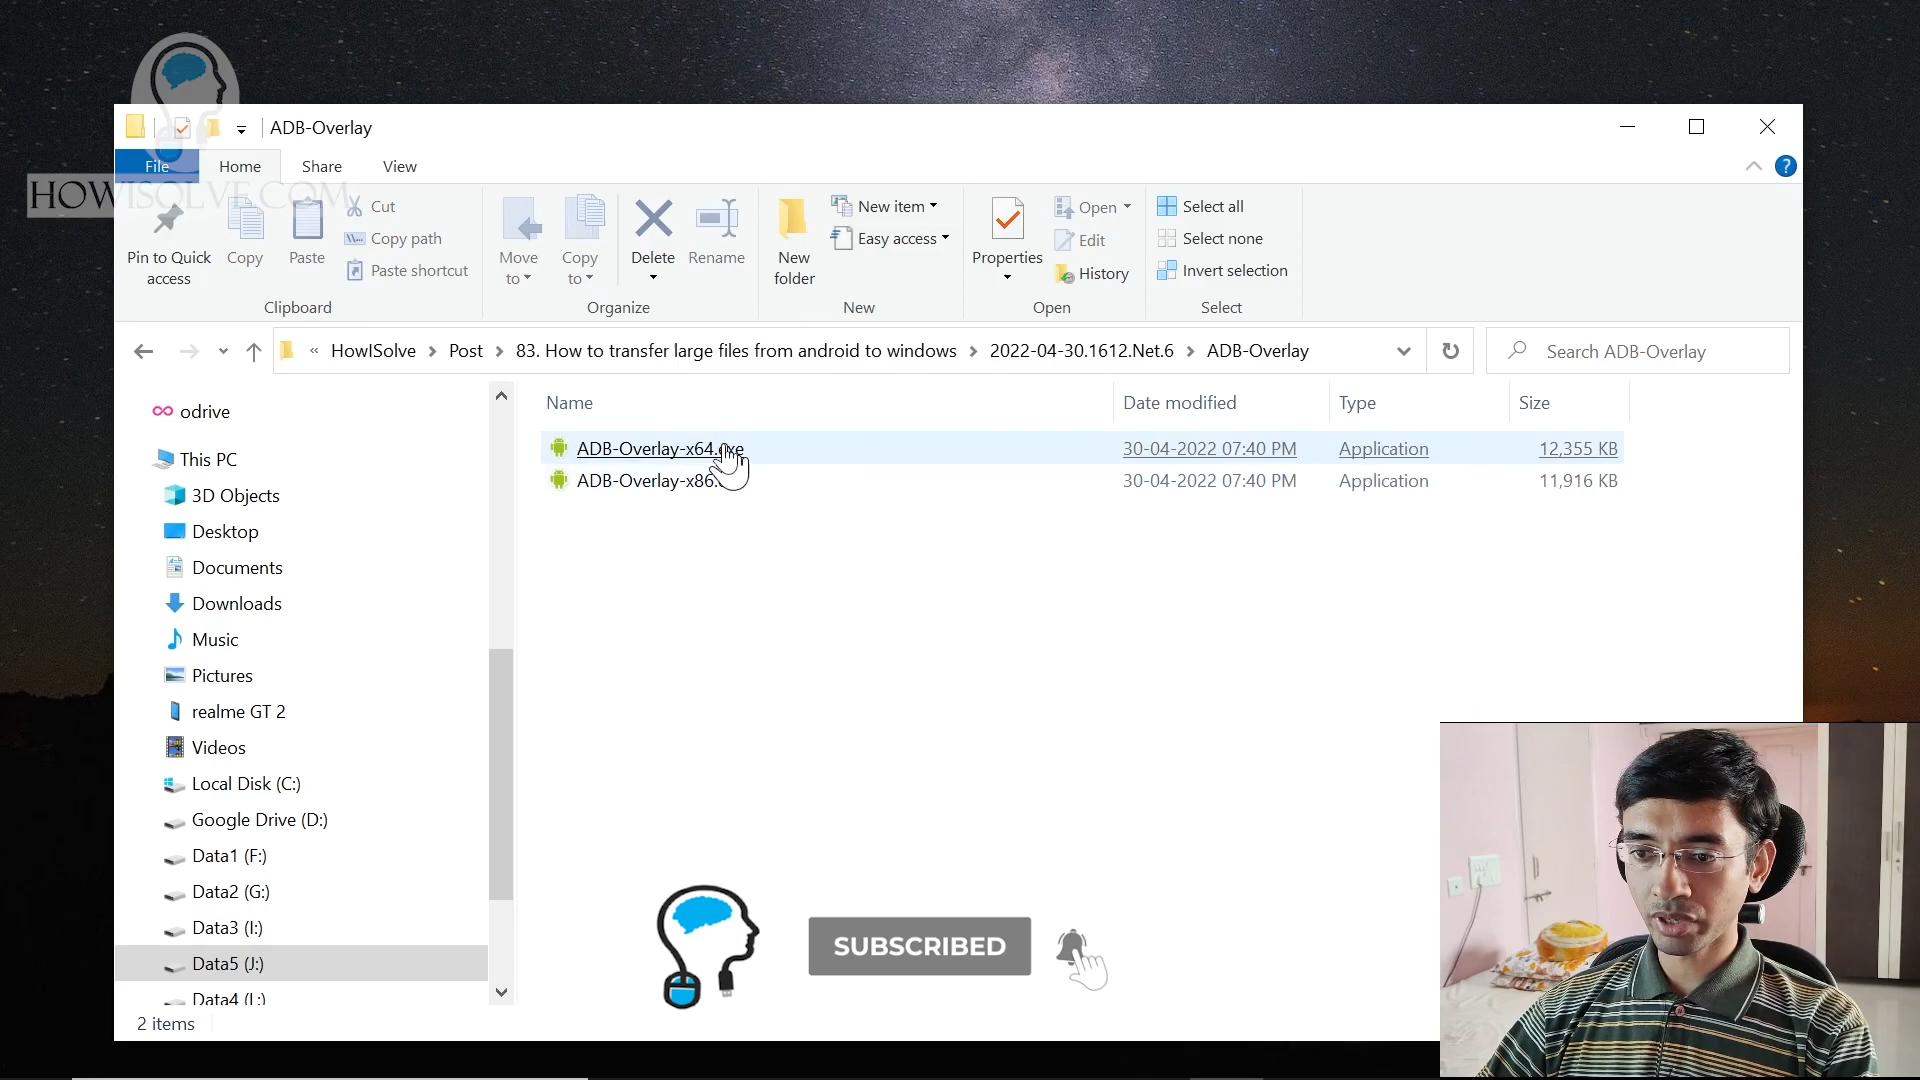 ADB-Overlay
File Home Share View
HOWISOLVE.COM
Pin to Quick access
Copy
Paste
Cut
Copy path
Paste shortcut
Move to
Copy to
Delete
Rename
New folder
New item
Easy access
Properties
Open
Edit
History
Select all
Select none
Invert selection
Clipboard Organize New Open Select
« HowISolve Post 83. How to transfer large files from android to windows 2022-04-30.1612.Net.6 ADB-Overlay
Search ADB-Overlay
Name Date modified Type Size
ADB-Overlay-x64.exe 30-04-2022 07:40 PM Application 12,355 KB
ADB-Overlay-x86. 30-04-2022 07:40 PM Application 11,916 KB
odrive
This PC
3D Objects
Desktop
Documents
Downloads
Music
Pictures
realme GT 2
Videos
Local Disk (C:)
Google Drive (D:)
Data1 (F:)
Data2 (G:)
Data3 (I:)
Data5 (J:)
Data4 (L:)
2 items
SUBSCRIBED